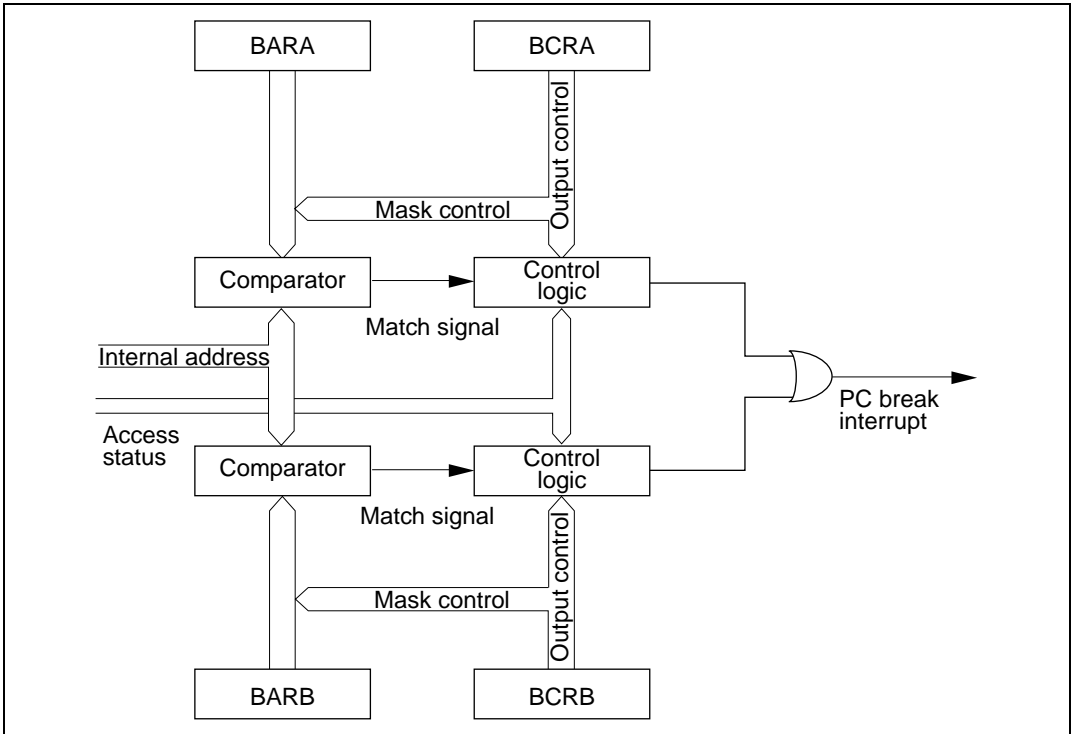 BARA
BCRA
Output control
Mask control
Comparator
Control
logic
Match signal
Internal address
PC break
interrupt
Access
status
Comparator
Control
logic
Match signal
Output control
Mask control
BARB
BCRB